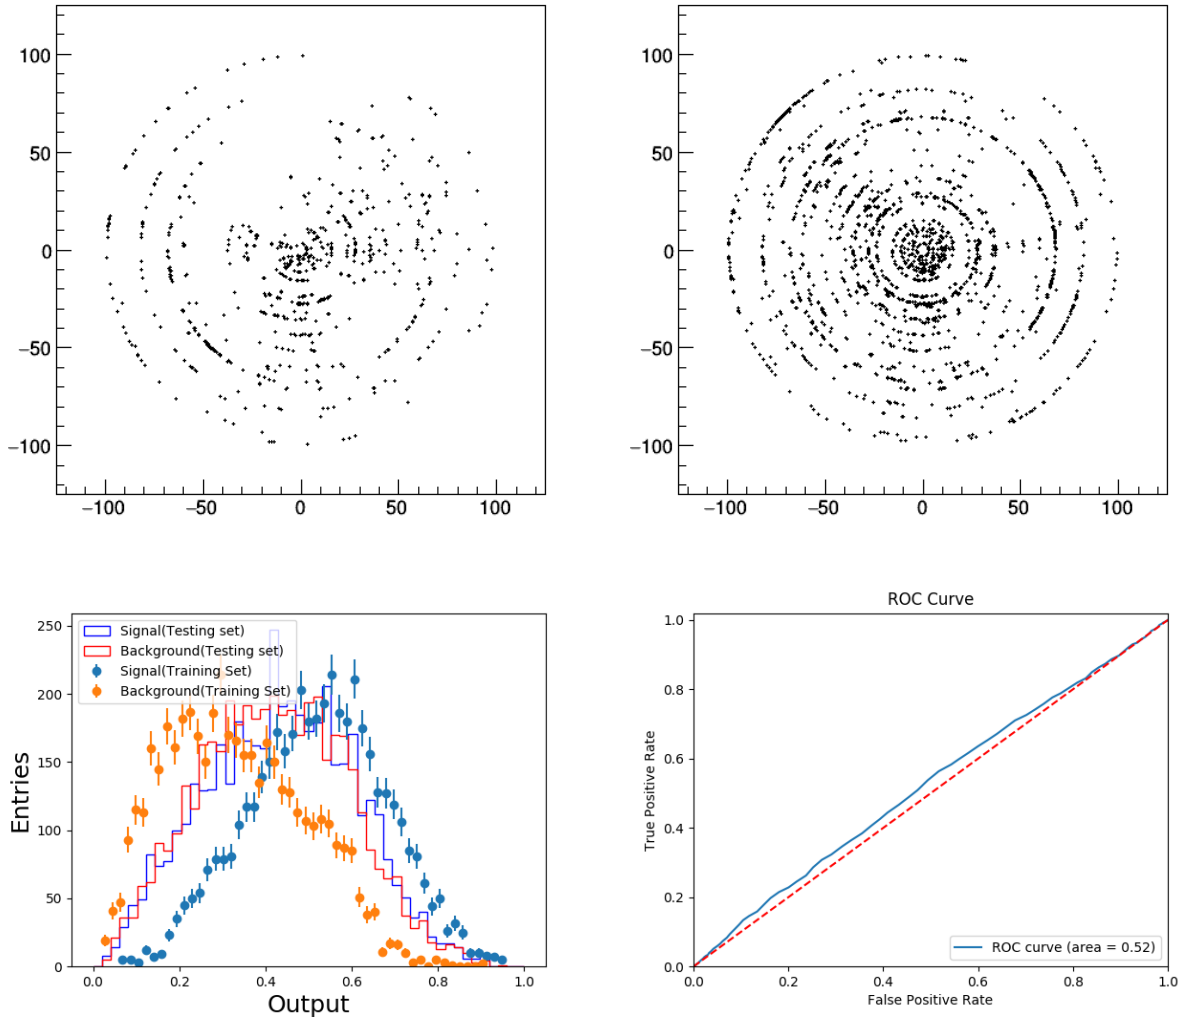 100
50
0
−50
−100
−100 −50 0 50 100
100
50
0
−50
−100
−100 −50 0 50 100
250
200
150
100
50
0
Entries
Signal(Testing set)
Background(Testing set)
Signal(Training Set)
Background(Training Set)
0.0 0.2 0.4 0.6 0.8 1.0
Output
ROC Curve
1.0
0.8
0.6
0.4
0.2
0.0
True Positive Rate
ROC curve (area = 0.52)
0.0 0.2 0.4 0.6 0.8 1.0
False Positive Rate